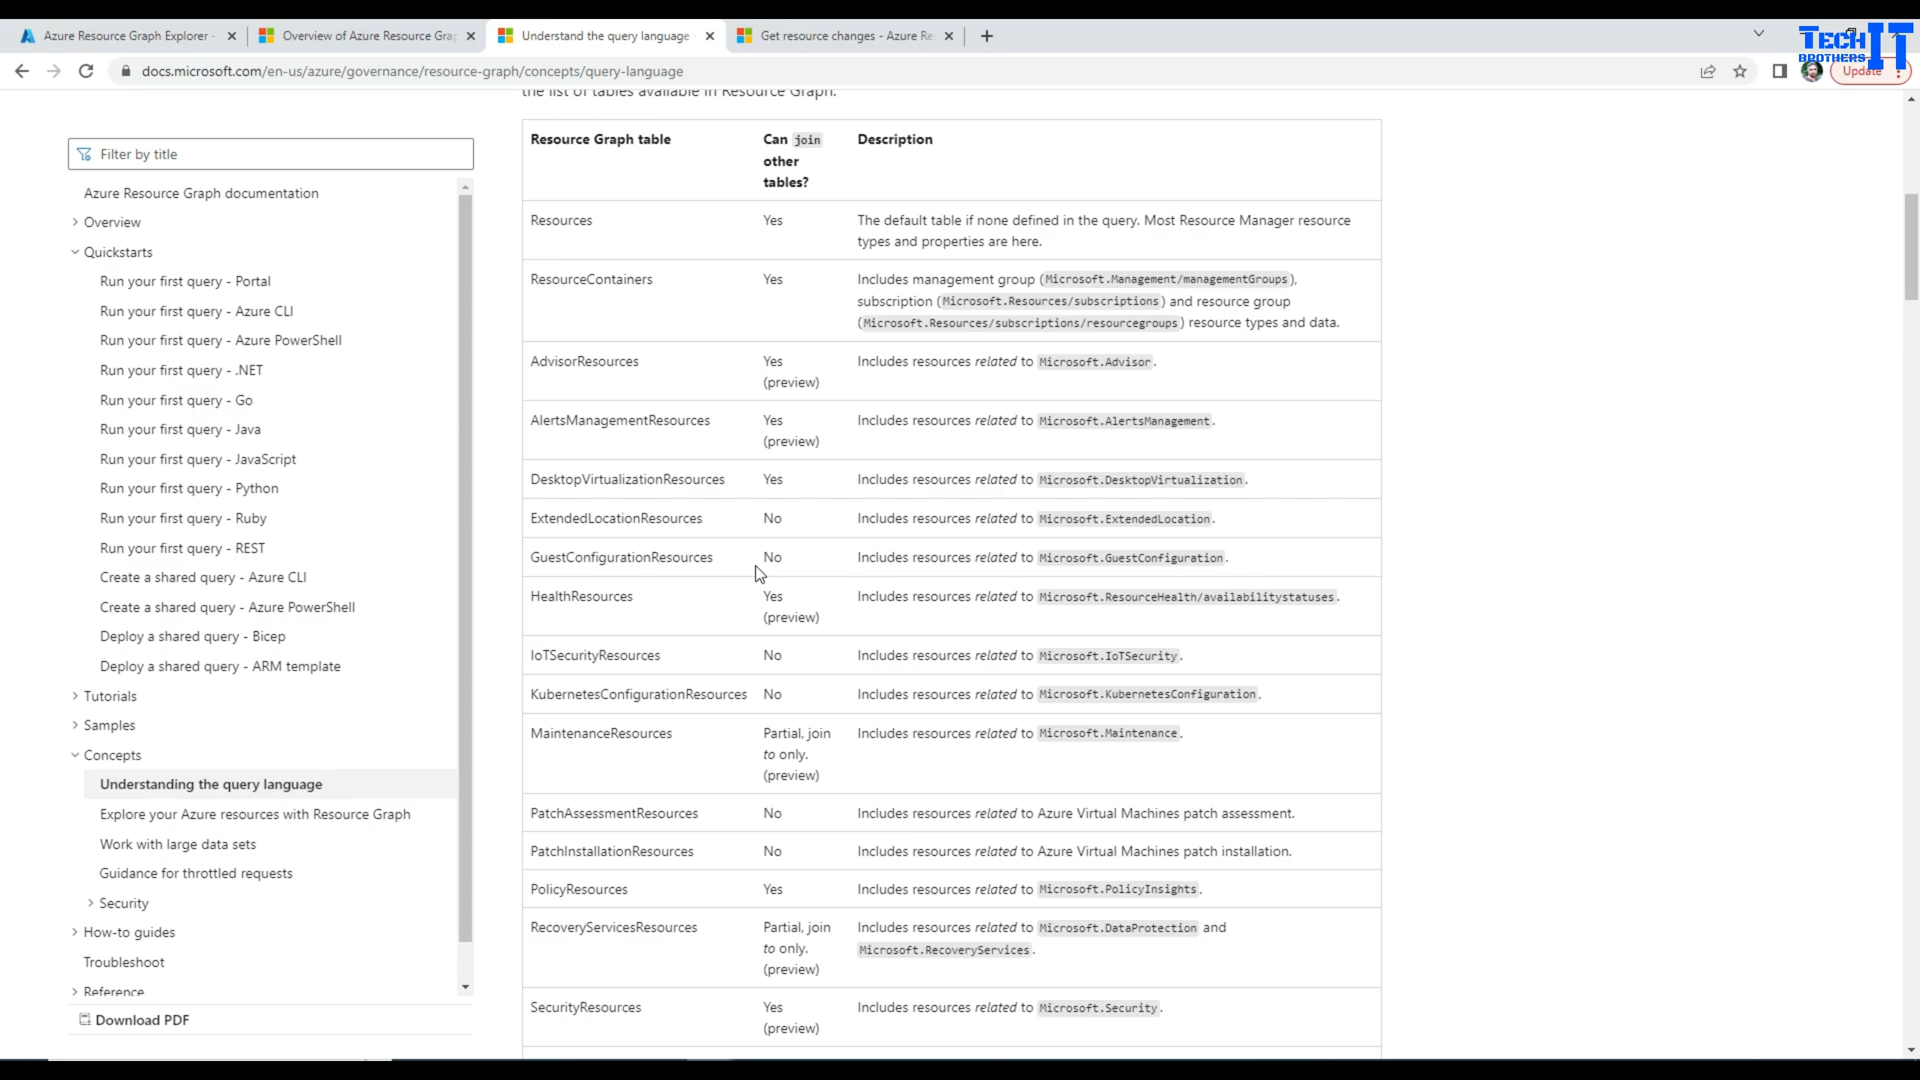 Azure Resource Graph Explorer -
Overview of Azure Resource Gra
Understand the query language
Get resource changes - Azure Re
TECH IT
BROTHERS
docs.microsoft.com/en-us/azure/governance/resource-graph/concepts/query-language
Update
the list of tables available in Resource Graph.
Filter by title
Azure Resource Graph documentation
Overview
Quickstarts
Run your first query - Portal
Run your first query - Azure CLI
Run your first query - Azure PowerShell
Run your first query - .NET
Run your first query - Go
Run your first query - Java
Run your first query - JavaScript
Run your first query - Python
Run your first query - Ruby
Run your first query - REST
Create a shared query - Azure CLI
Create a shared query - Azure PowerShell
Deploy a shared query - Bicep
Deploy a shared query - ARM template
Tutorials
Samples
Concepts
Understanding the query language
Explore your Azure resources with Resource Graph
Work with large data sets
Guidance for throttled requests
Security
How-to guides
Troubleshoot
Reference
Download PDF
Resource Graph table
Can join
other
tables?
Description
Resources
Yes
The default table if none defined in the query. Most Resource Manager resource
types and properties are here.
ResourceContainers
Yes
Includes management group (Microsoft.Management/managementGroups),
subscription (Microsoft.Resources/subscriptions) and resource group
(Microsoft.Resources/subscriptions/resourcegroups) resource types and data.
AdvisorResources
Yes
(preview)
Includes resources related to Microsoft.Advisor.
AlertsManagementResources
Yes
(preview)
Includes resources related to Microsoft.AlertsManagement.
DesktopVirtualizationResources
Yes
Includes resources related to Microsoft.DesktopVirtualization.
ExtendedLocationResources
No
Includes resources related to Microsoft.ExtendedLocation.
GuestConfigurationResources
No
Includes resources related to Microsoft.GuestConfiguration.
HealthResources
Yes
(preview)
Includes resources related to Microsoft.ResourceHealth/availabilitystatuses.
IoTSecurityResources
No
Includes resources related to Microsoft.IoTSecurity.
KubernetesConfigurationResources
No
Includes resources related to Microsoft.KubernetesConfiguration.
MaintenanceResources
Partial, join
to only.
(preview)
Includes resources related to Microsoft.Maintenance.
PatchAssessmentResources
No
Includes resources related to Azure Virtual Machines patch assessment.
PatchInstallationResources
No
Includes resources related to Azure Virtual Machines patch installation.
PolicyResources
Yes
Includes resources related to Microsoft.PolicyInsights.
RecoveryServicesResources
Partial, join
to only.
(preview)
Includes resources related to Microsoft.DataProtection and
Microsoft.RecoveryServices.
SecurityResources
Yes
(preview)
Includes resources related to Microsoft.Security.